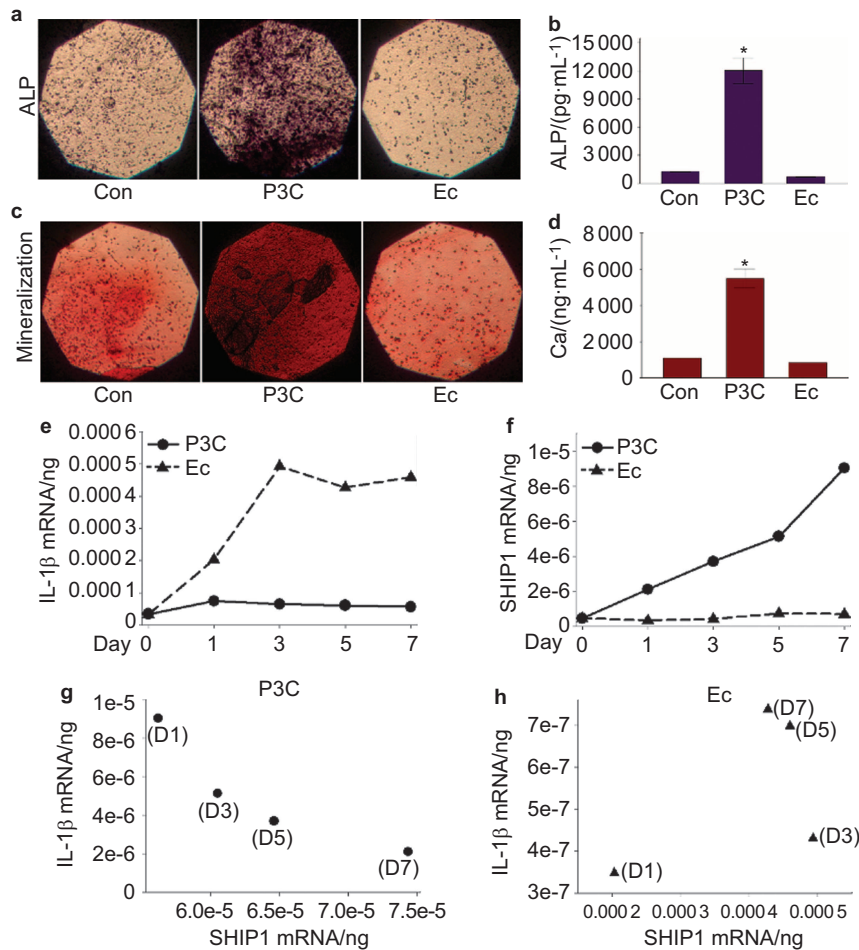 a
ALP
Con P3C Ec
b
ALP/(pg·mL⁻¹)
15 000
12 000
9 000
6 000
3 000
0
*
Con P3C Ec
c
Mineralization
Con P3C Ec
d
Ca/(ng·mL⁻¹)
8 000
6 000
4 000
2 000
0
*
Con P3C Ec
e
IL-1β mRNA/ng
0.000 6
0.000 5
0.000 3
0.000 2
0.000 1
0
P3C
Ec
Day 0 1 3 5 7
f
SHIP1 mRNA/ng
1e-5
8e-6
6e-6
4e-6
2e-6
0
P3C
Ec
Day 0 1 3 5 7
g
P3C
IL-1β mRNA/ng
1e-5
8e-6
6e-6
4e-6
2e-6
0
(D1)
(D3)
(D5)
(D7)
6.0e-5 6.5e-5 7.0e-5 7.5e-5
SHIP1 mRNA/ng
h
Ec
IL-1β mRNA/ng
7e-7
6e-7
5e-7
4e-7
3e-7
(D7)
(D5)
(D3)
(D1)
0.000 2 0.000 3 0.000 4 0.000 5
SHIP1 mRNA/ng